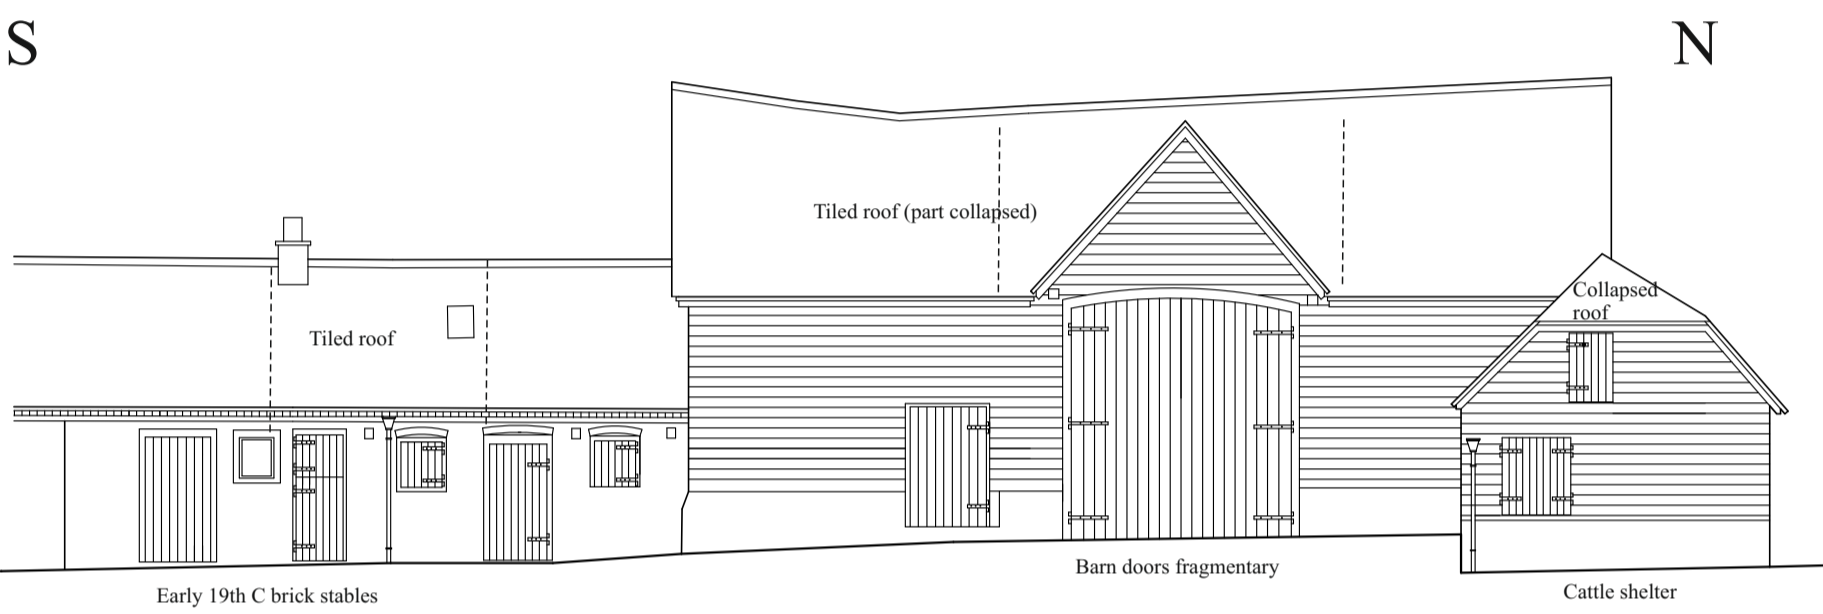 S
N
Tiled roof (part collapsed)
Collapsed
roof
Tiled roof
Barn doors fragmentary
Early 19th C brick stables
Cattle shelter